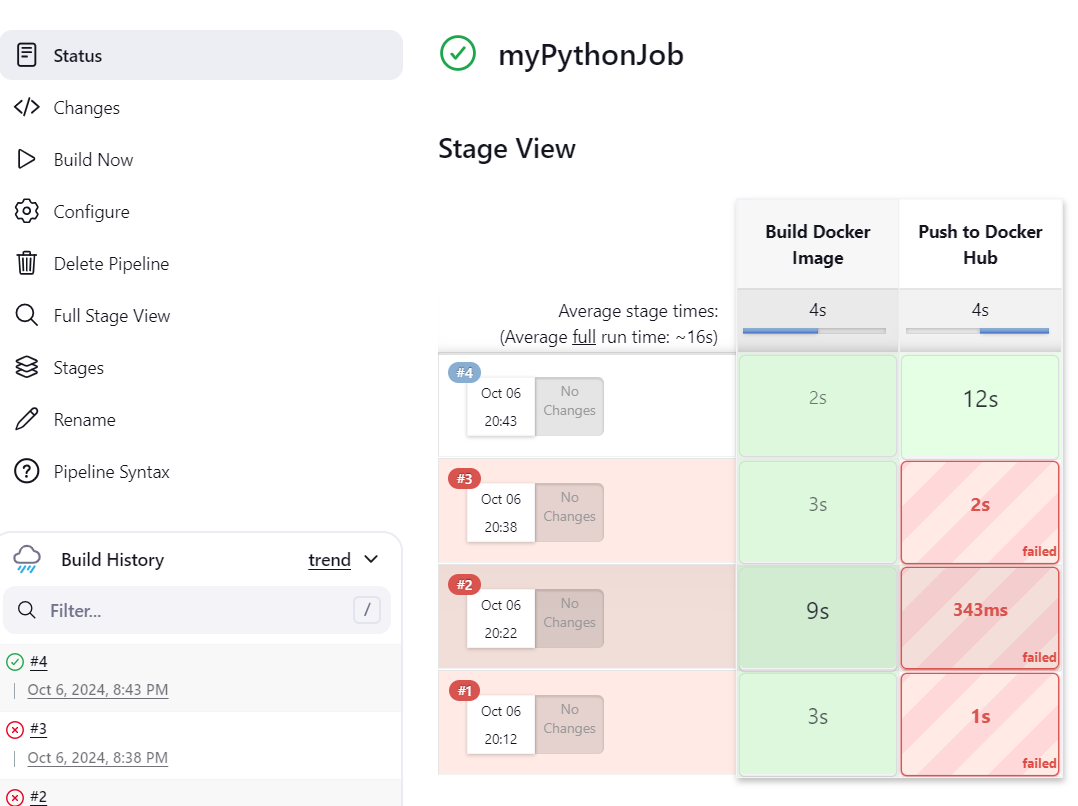 Status
Changes
Build Now
Configure
Delete Pipeline
Full Stage View
Stages
Rename
Pipeline Syntax
Build History
trend
Filter...
/
#4
Oct 6, 2024, 8:43 PM
#3
Oct 6, 2024, 8:38 PM
#2
myPythonJob
Stage View
Build Docker
Image
Push to Docker
Hub
Average stage times:
(Average full run time: ~16s)
4s
4s
#4
Oct 06
20:43
No
Changes
2s
12s
#3
Oct 06
20:38
No
Changes
3s
2s
failed
#2
Oct 06
20:22
No
Changes
9s
343ms
failed
#1
Oct 06
20:12
No
Changes
3s
1s
failed